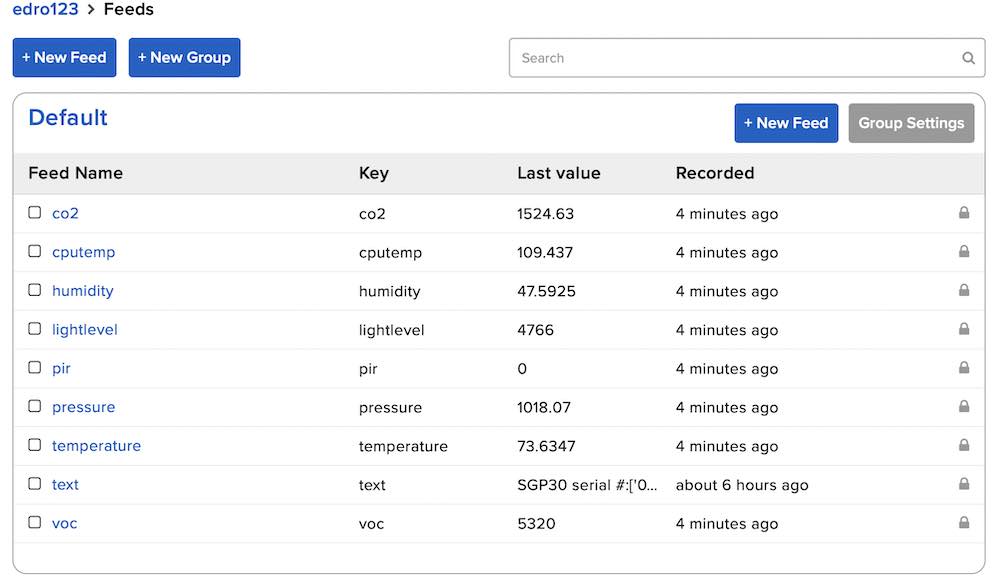 edro123 > Feeds
+ New Feed + New Group Search
Default + New Feed Group Settings
Feed Name Key Last value Recorded
co2 co2 1524.63 4 minutes ago
cputemp cputemp 109.437 4 minutes ago
humidity humidity 47.5925 4 minutes ago
lightlevel lightlevel 4766 4 minutes ago
pir pir 0 4 minutes ago
pressure pressure 1018.07 4 minutes ago
temperature temperature 73.6347 4 minutes ago
text text SGP30 serial #:['0... about 6 hours ago
voc voc 5320 4 minutes ago